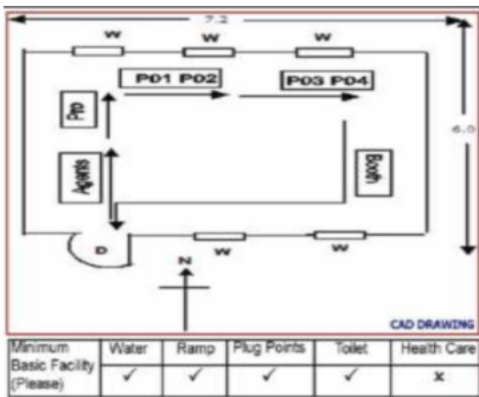 7.2
W
W
W
P01 P02
P03 P04
Pro
6.0
Agents
Booth
D
W
W
N
CAD DRAWING
Minimum Basic Facility (Please)
Water
Ramp
Plug Points
Toilet
Health Care
✓
✓
✓
✓
x